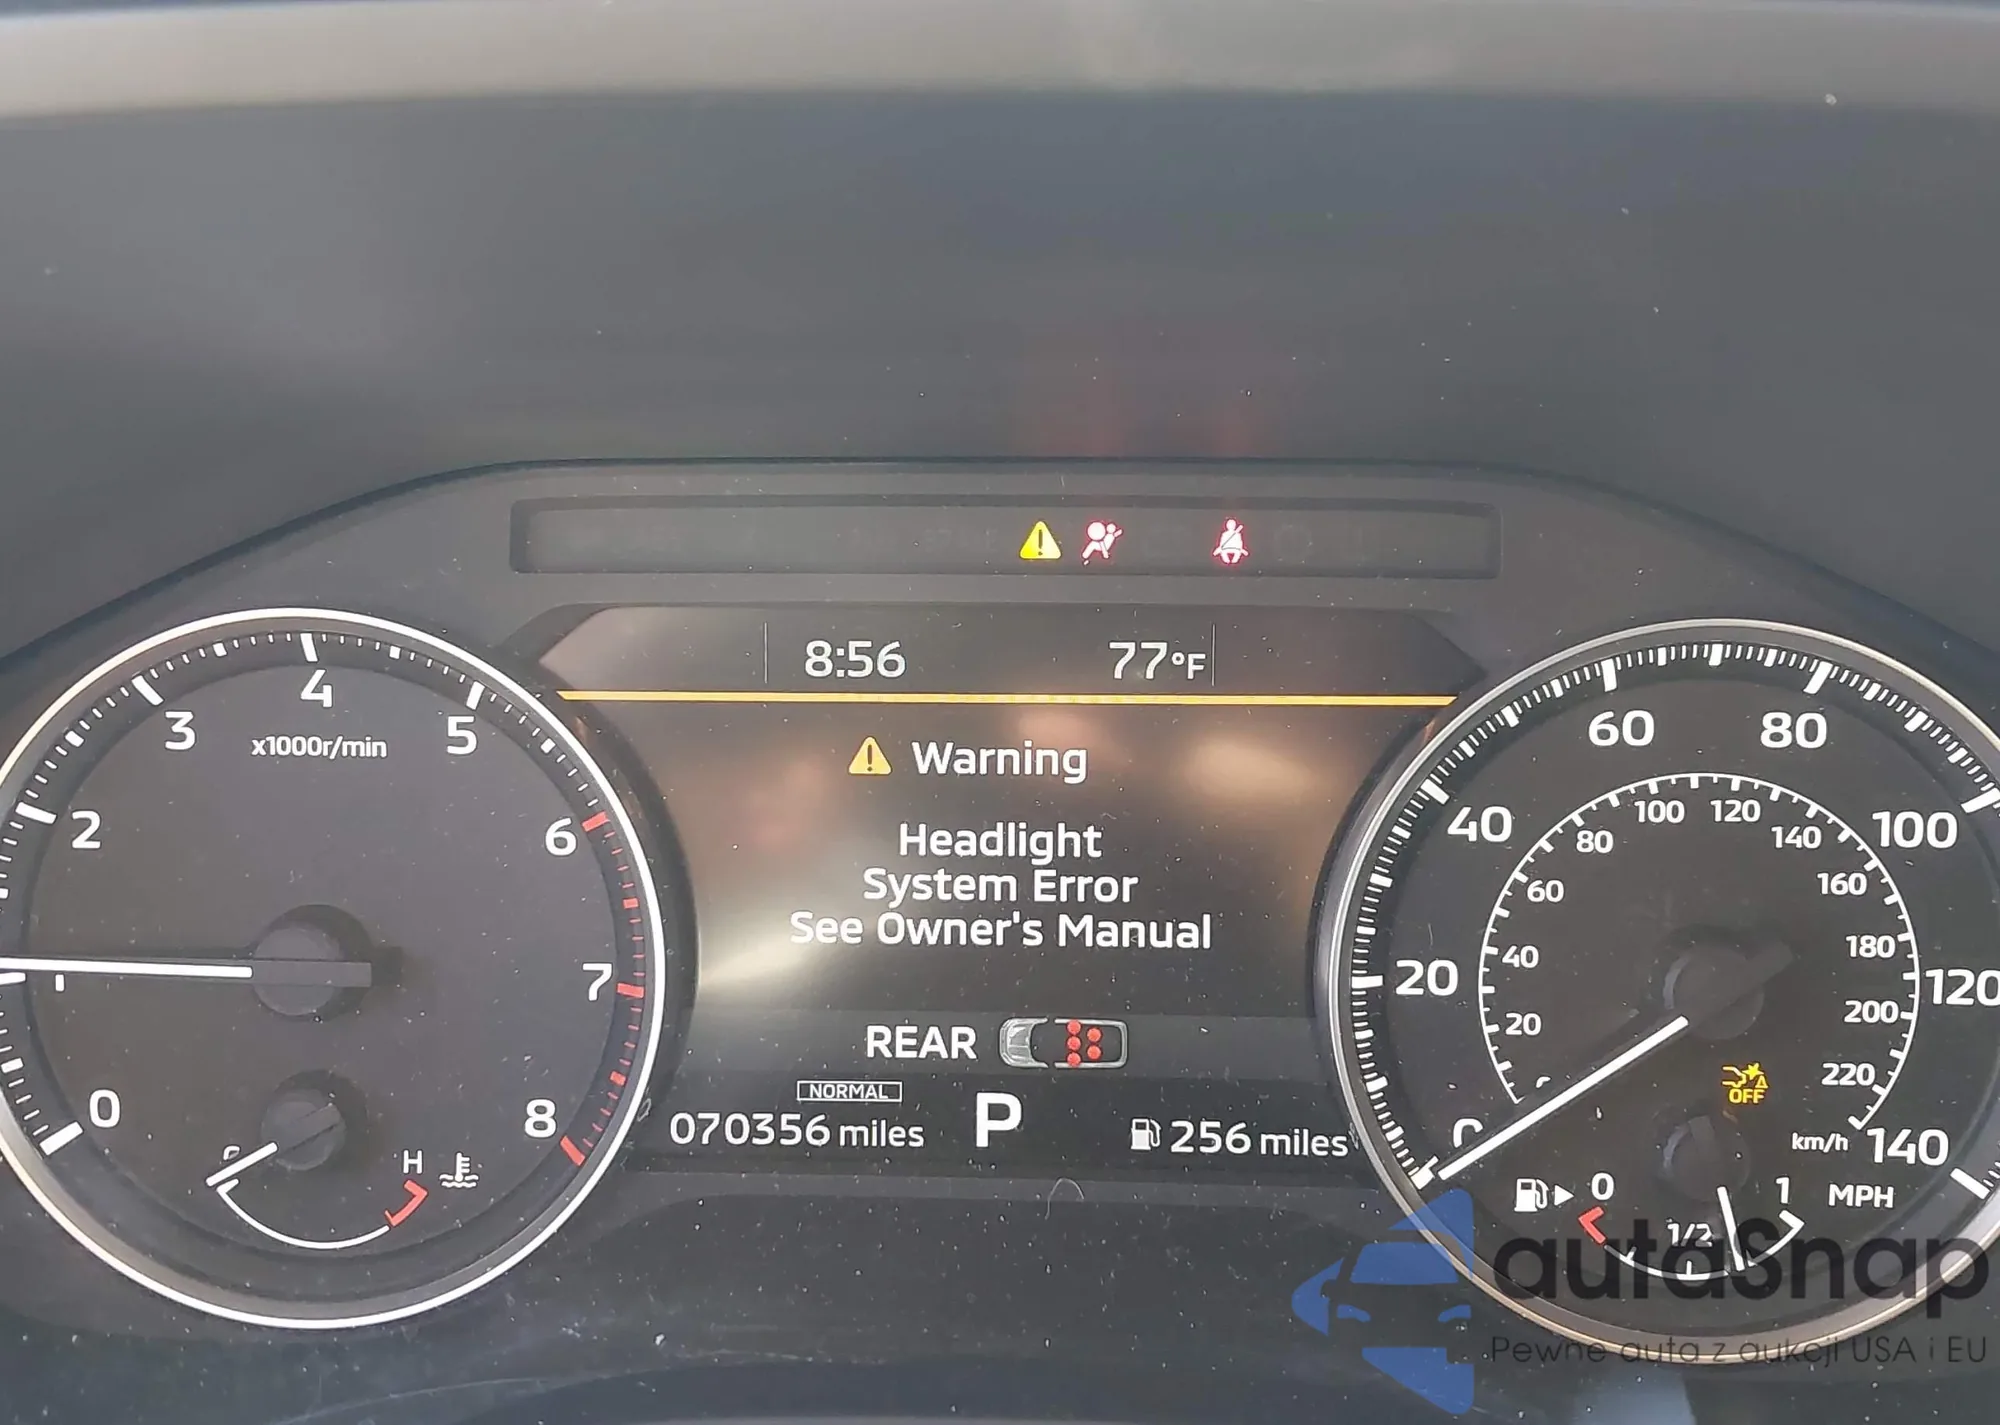 8:56 77°F
Warning
Headlight
System Error
See Owner's Manual
REAR
NORMAL
070356 miles P 256 miles
0 1 2 3 4 5 6 7 8
x1000r/min
H
0 20 40 60 80 100 120 140
20 40 60 80 100 120 140 160 180 200 220
km/h
MPH
OFF
0 1/2 1
autoSnap
Pewne auta z aukcji USA i EU